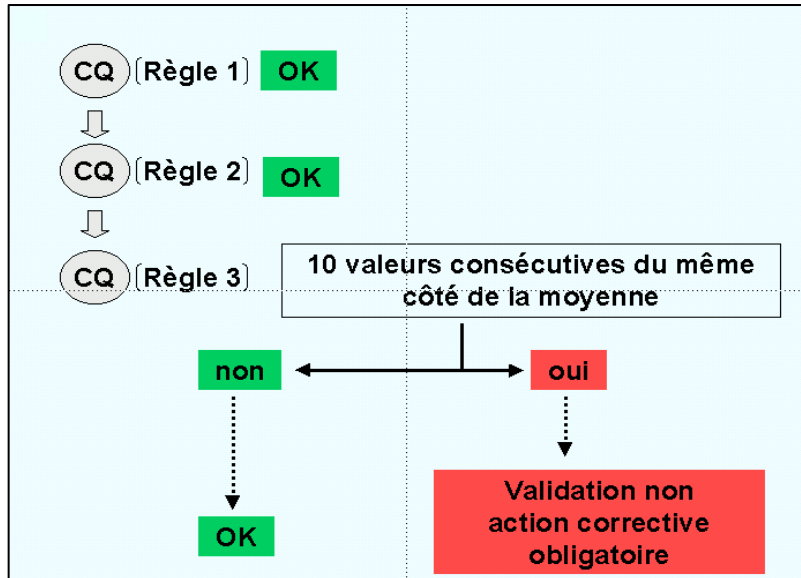 CQ (Règle 1) OK
CQ (Règle 2) OK
CQ (Règle 3)
10 valeurs consécutives du même
côté de la moyenne
non
oui
OK
Validation non
action corrective
obligatoire